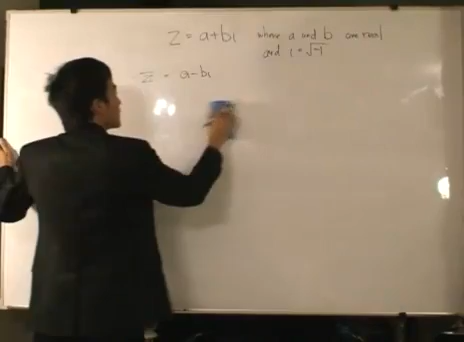 z = a+bi where a and b are real
and i = √-1
z̄ = a-bi